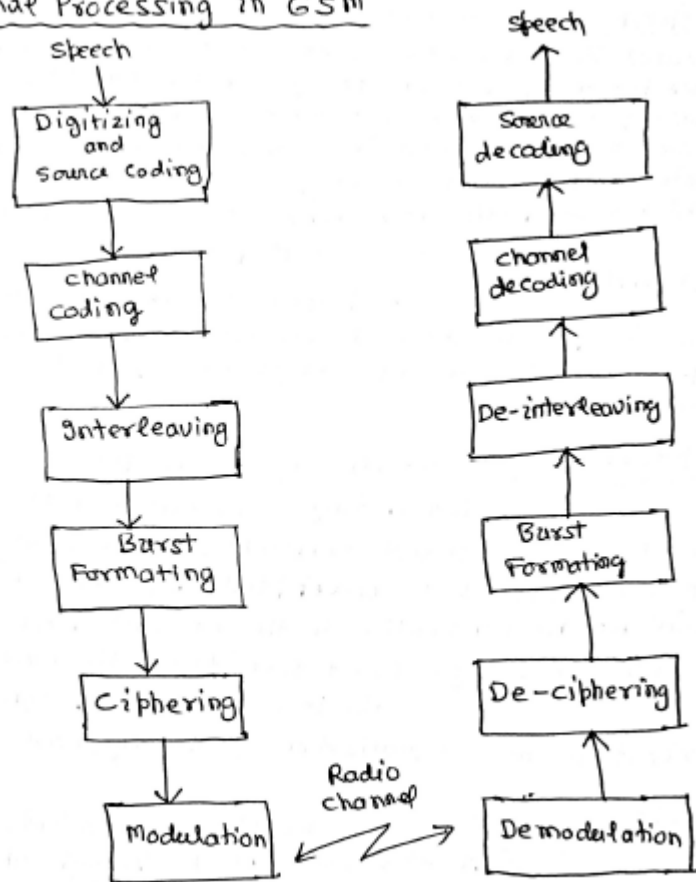 Processing in GSM
Speech
Digitizing
and
Source Coding
Channel
Coding
Interleaving
Burst
Formating
Ciphering
Modulation
Radio
channel
Speech
Source
decoding
Channel
decoding
De-interleaving
Burst
Formating
De-ciphering
Demodulation